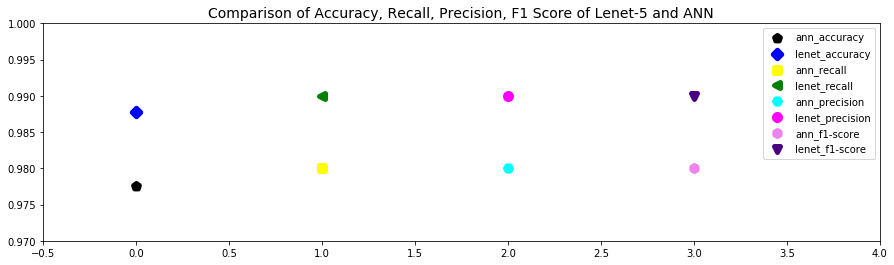 Comparison of Accuracy, Recall, Precision, F1 Score of Lenet-5 and ANN
1.000
0.995
0.990
0.985
0.980
0.975
0.970
−0.5
0.0
0.5
1.0
1.5
2.0
2.5
3.0
3.5
4.0
ann_accuracy
lenet_accuracy
ann_recall
lenet_recall
ann_precision
lenet_precision
ann_f1-score
lenet_f1-score